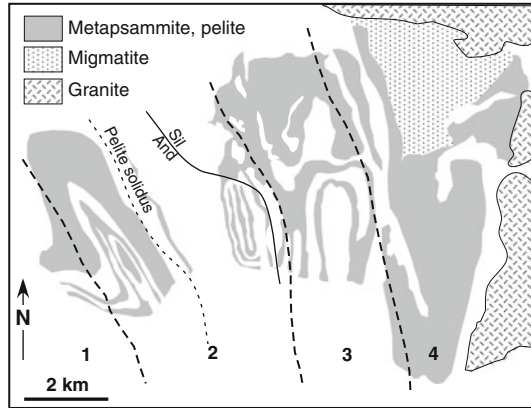 Metapsammite, pelite
Migmatite
Granite
Pelite solidus
Sil
And
N
1
2
3
4
2 km